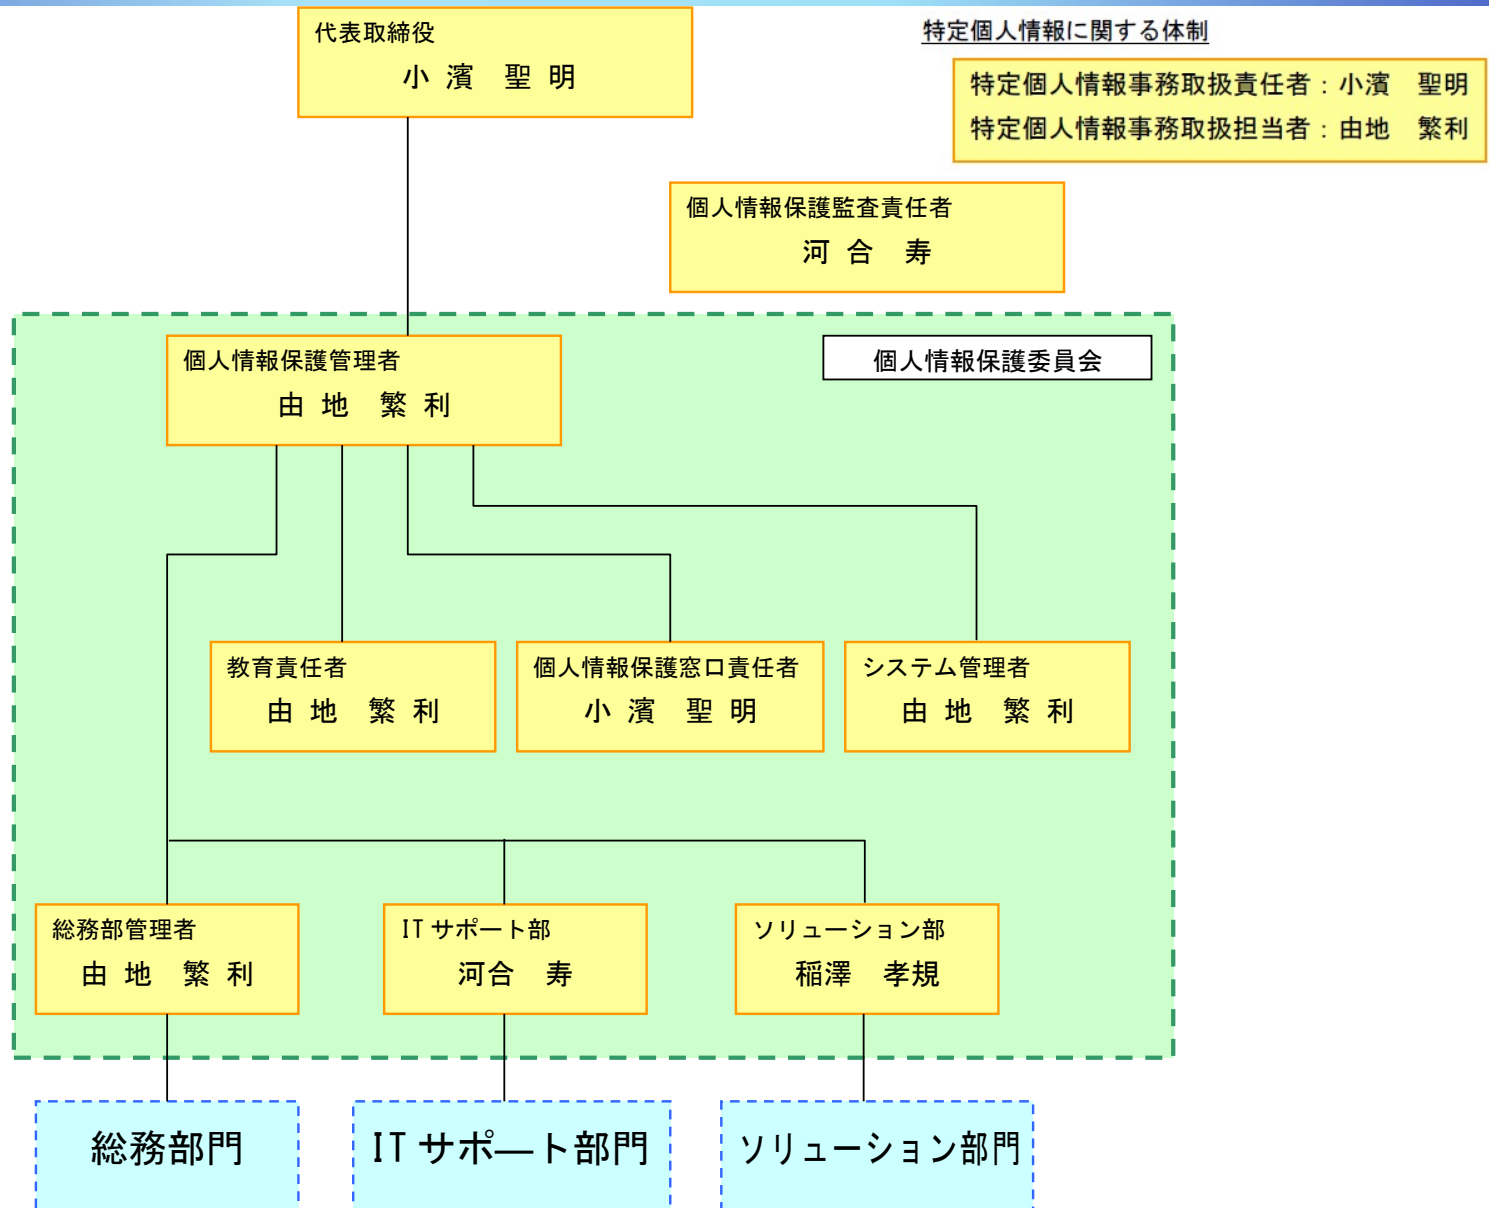 代表取締役
小 濱　聖 明
特定個人情報に関する体制
特定個人情報事務取扱責任者：小濱　聖明
特定個人情報事務取扱担当者：由地　繁利
個人情報保護監査責任者
河 合　寿
個人情報保護管理者
由 地　繁 利
個人情報保護委員会
教育責任者
由 地　繁 利
個人情報保護窓口責任者
小 濱　聖 明
システム管理者
由 地　繁 利
総務部管理者
由 地　繁 利
IT サポート部
河合　寿
ソリューション部
稲澤　孝規
総務部門
IT サポ―ト部門
ソリューション部門